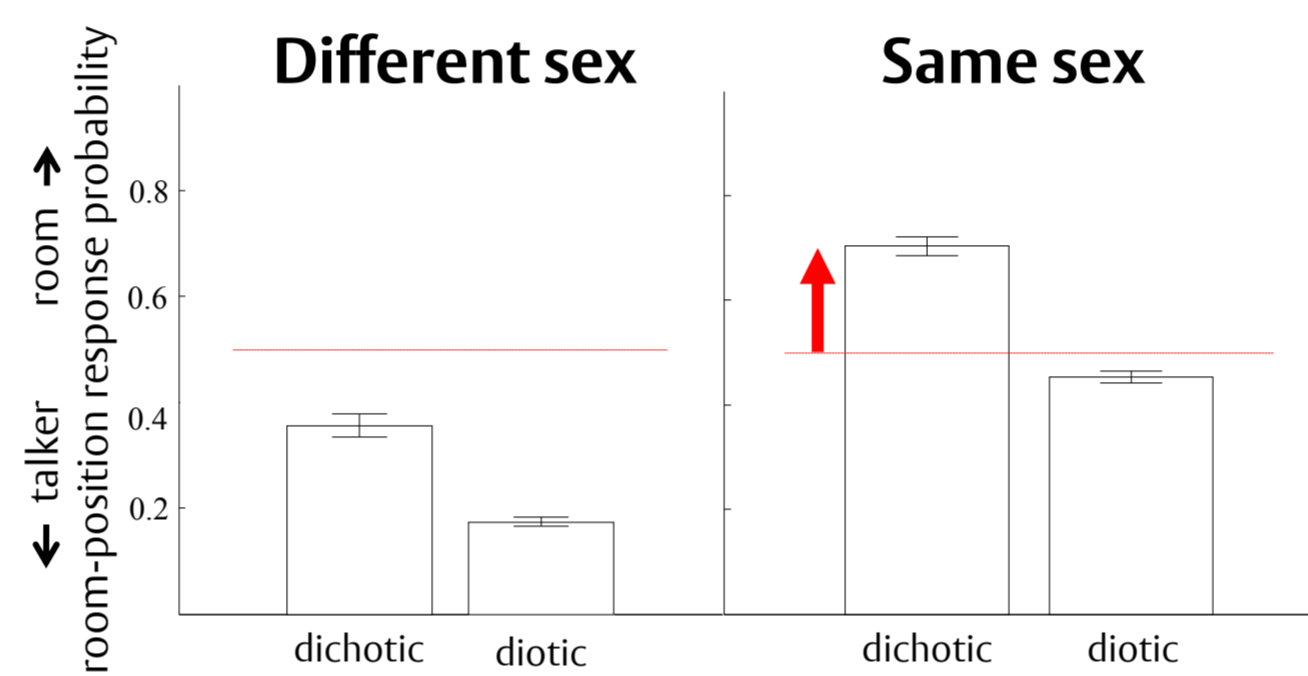 Different sex
Same sex
room-position response probability
← talker room →
0.8
0.6
0.4
0.2
dichotic
diotic
dichotic
diotic